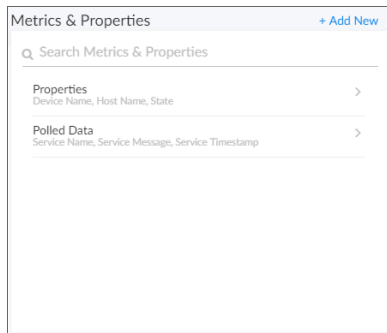 Metrics & Properties + Add New
Search Metrics & Properties
Properties
Device Name, Host Name, State
Polled Data
Service Name, Service Message, Service Timestamp